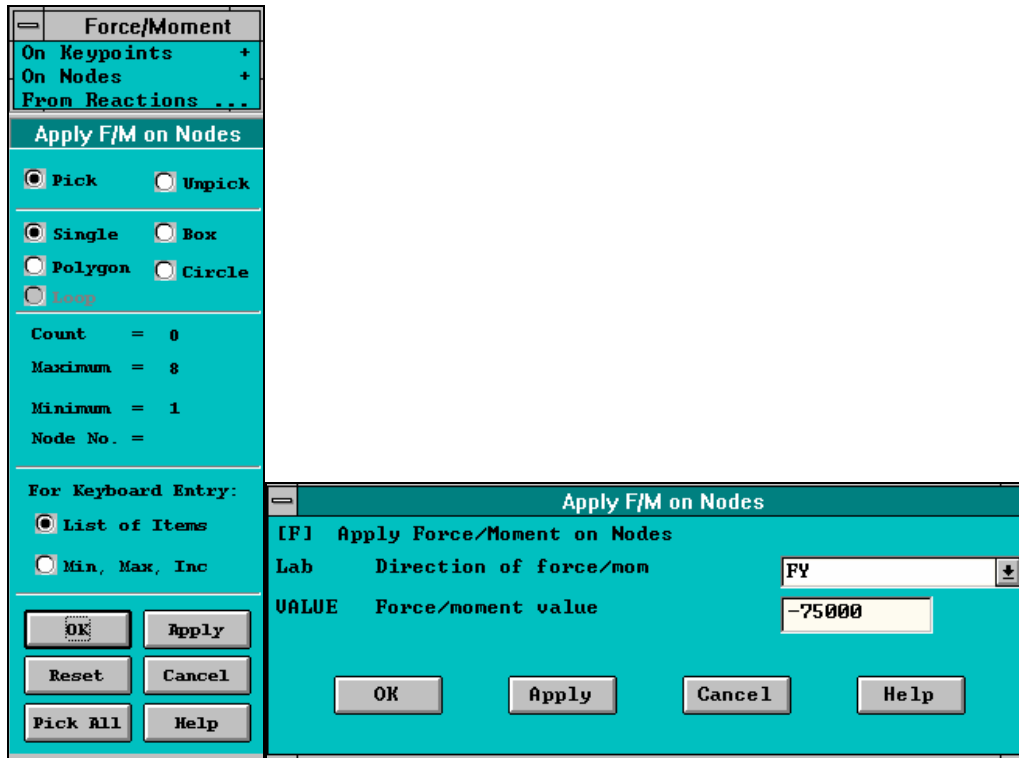 Force/Moment
On Keypoints +
On Nodes +
From Reactions ...
Apply F/M on Nodes
Pick Unpick
Single Box
Polygon Circle
Loop
Count = 0
Maximum = 8
Minimum = 1
Node No. =
For Keyboard Entry:
List of Items
Min, Max, Inc
OK Apply
Reset Cancel
Pick All Help
Apply F/M on Nodes
[F] Apply Force/Moment on Nodes
Lab Direction of force/mom FY
VALUE Force/moment value -75000
OK Apply Cancel Help